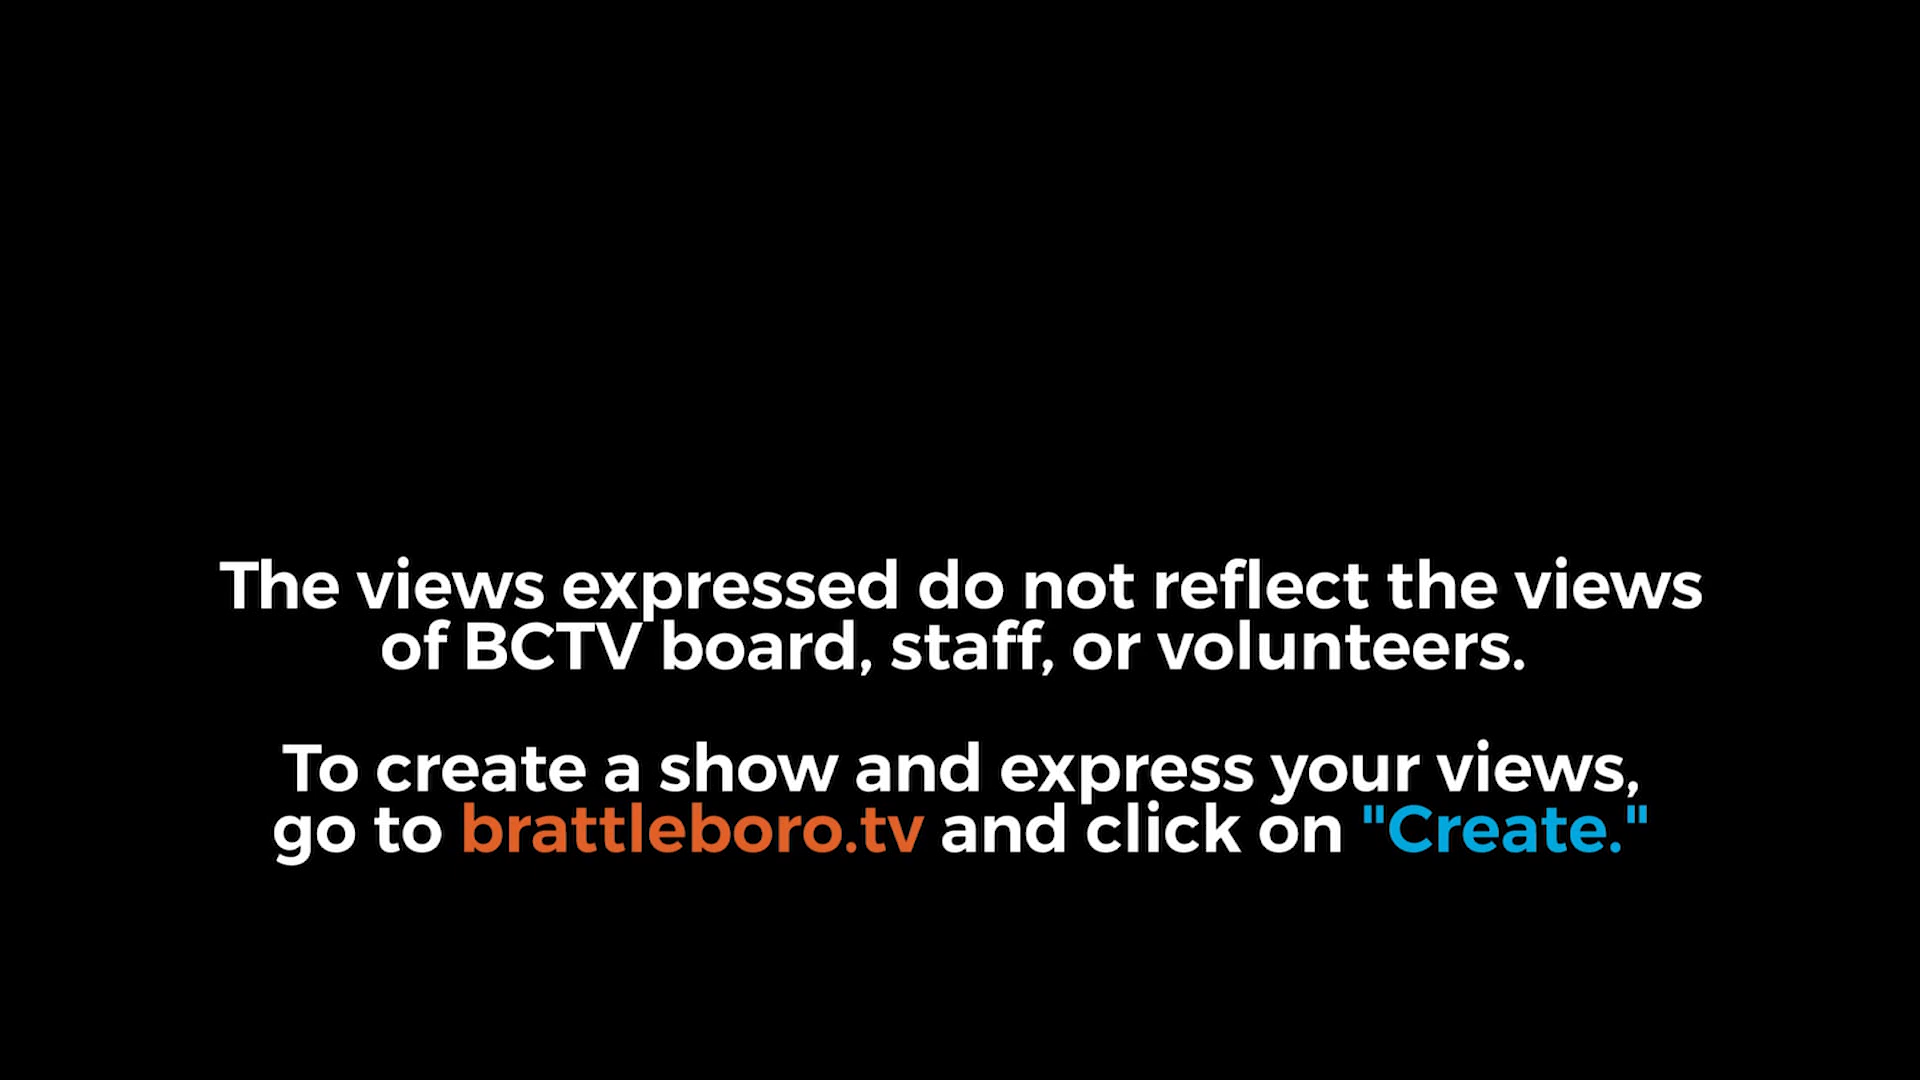 The views expressed do not reflect the views
of BCTV board, staff, or volunteers.
To create a show and express your views,
go to brattleboro.tv and click on "Create."